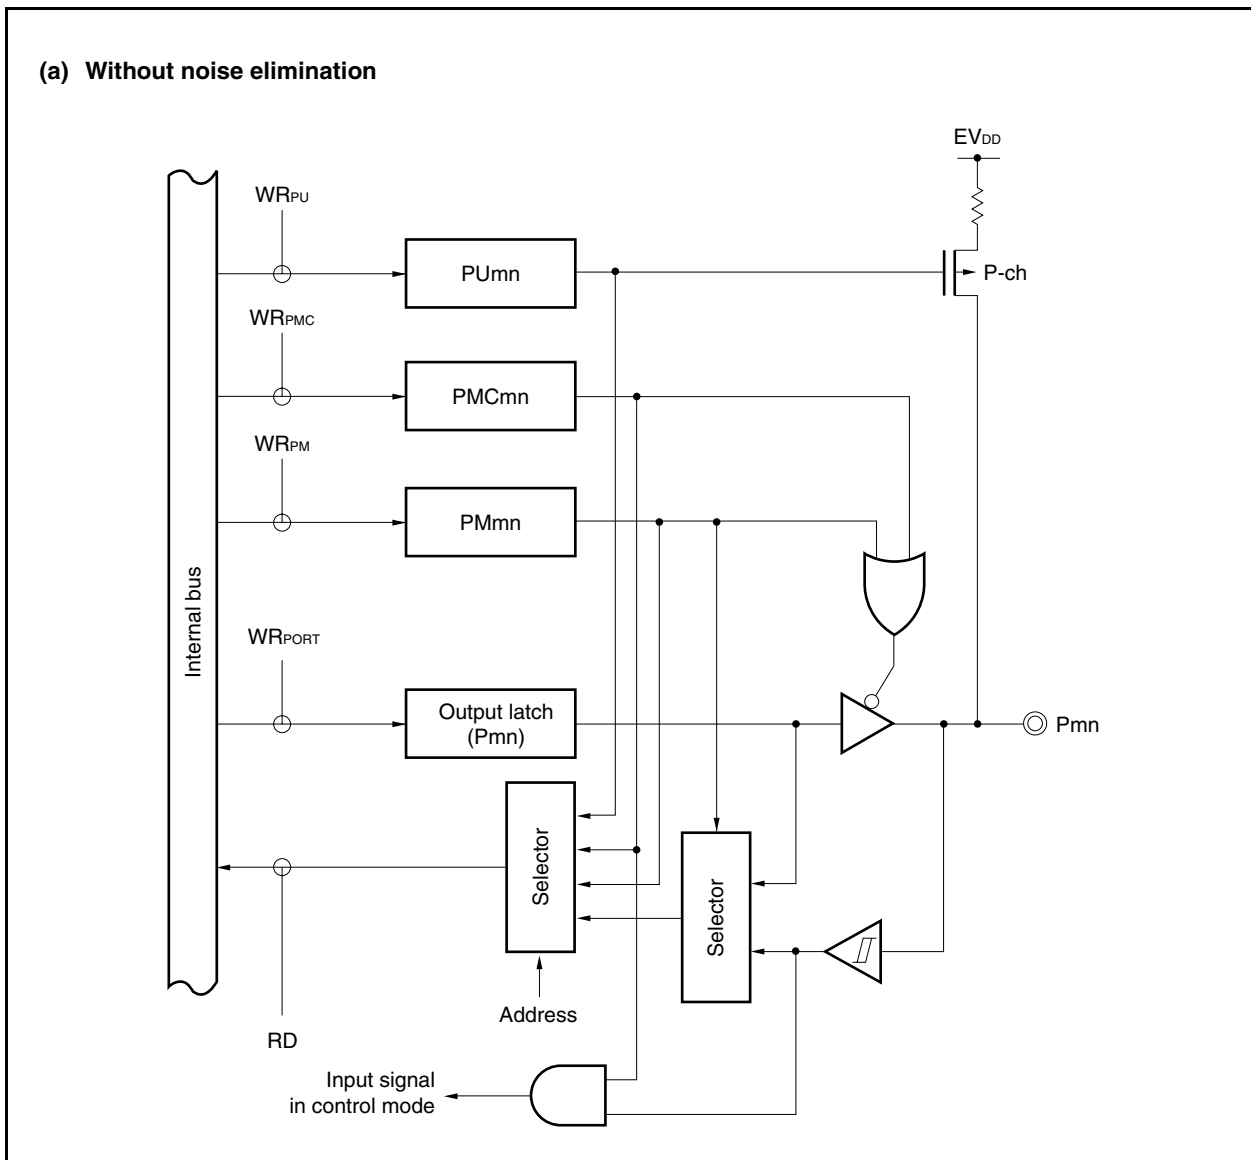 (a) Without noise elimination
EVDD
WRPU
PUmn
P-ch
WRPMC
PMCmn
WRPM
PMmn
Internal bus
WRPORT
Output latch
(Pmn)
Pmn
Selector
Selector
Address
RD
Input signal
in control mode